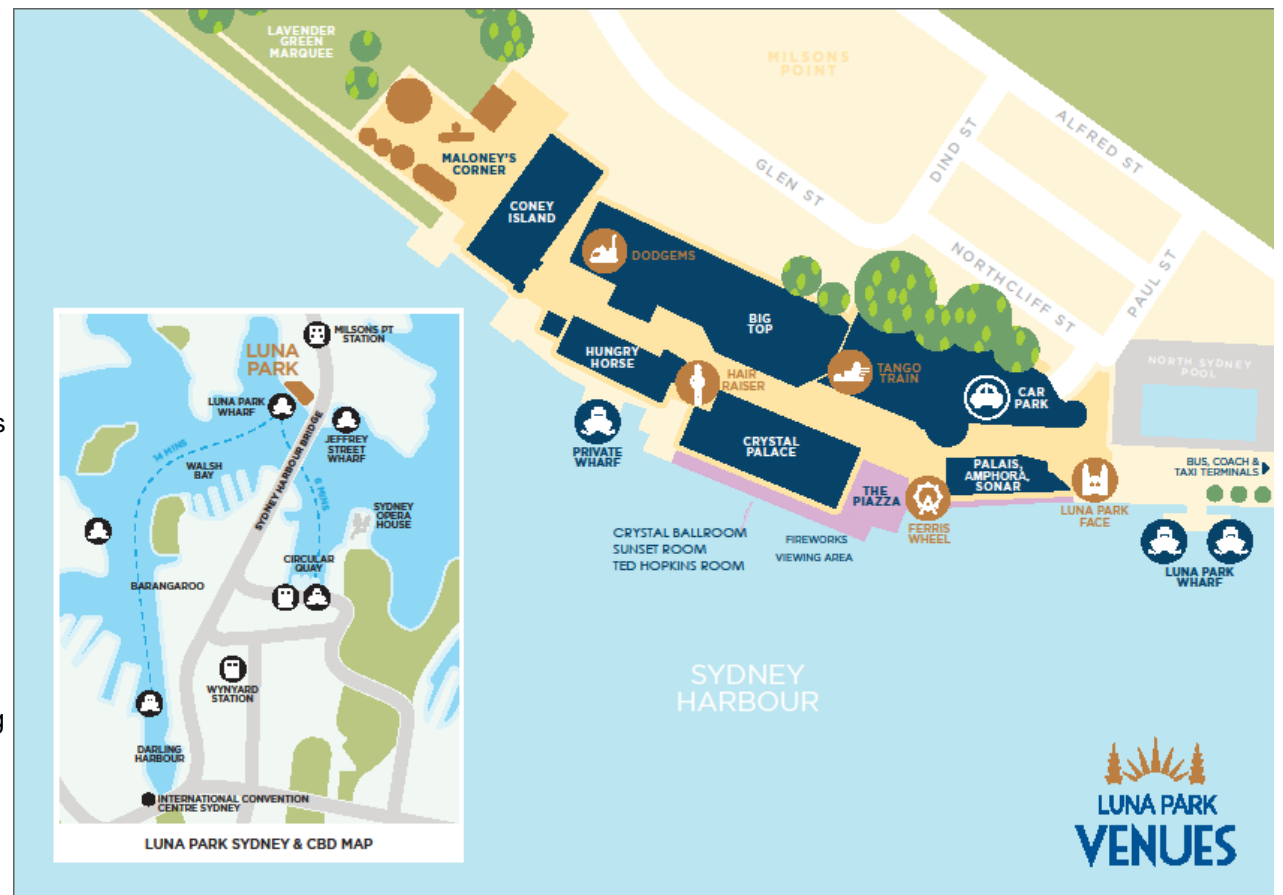 LAVENDER
GREEN
MARQUEE
MILSONS
POINT
ALFRED ST
DIND ST
GLEN ST
MALONEY'S
CORNER
CONEY
ISLAND
NORTHCLIFF ST
PAUL ST
DODGEMS
BIG
TOP
HUNGRY
HORSE
HAIR
RAISER
TANGO
TRAIN
CAR
PARK
NORTH SYDNEY
POOL
PRIVATE
WHARF
CRYSTAL
PALACE
THE
PIAZZA
PALAIS,
AMPHORA,
SONAR
BUS, COACH &
TAXI TERMINALS
FERRIS
WHEEL
LUNA PARK
FACE
LUNA PARK
WHARF
CRYSTAL BALLROOM
SUNSET ROOM
TED HOPKINS ROOM
FIREWORKS
VIEWING AREA
SYDNEY
HARBOUR
MILSONS PT
STATION
LUNA
PARK
LUNA PARK
WHARF
JEFFREY
STREET
WHARF
14 MINS
WALSH
BAY
SYDNEY HARBOUR BRIDGE
6 MINS
SYDNEY
OPERA
HOUSE
CIRCULAR
QUAY
BARANGAROO
WYNYARD
STATION
DARLING
HARBOUR
INTERNATIONAL CONVENTION
CENTRE SYDNEY
LUNA PARK SYDNEY & CBD MAP
LUNA PARK
VENUES
s
g